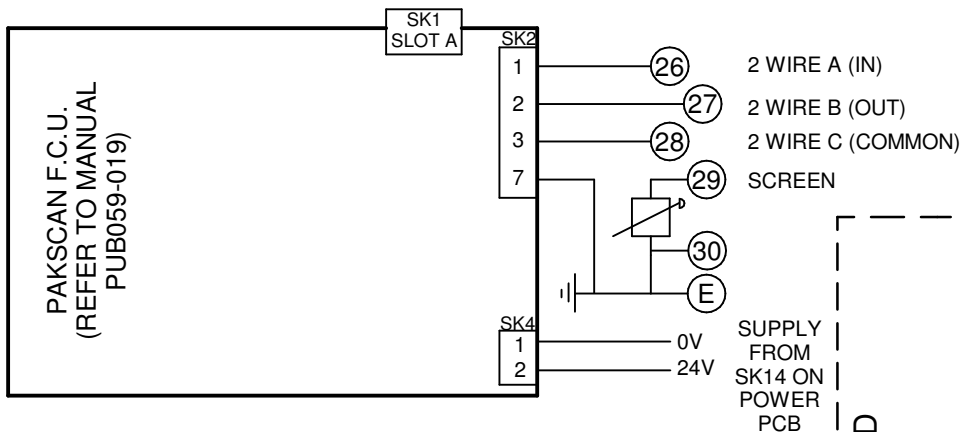 SK1
SLOT A
PAKSCAN F.C.U.
(REFER TO MANUAL
PUB059-019)
SK2
1
2
3
7
26
27
28
29
30
E
2 WIRE A (IN)
2 WIRE B (OUT)
2 WIRE C (COMMON)
SCREEN
SK4
1
2
0V
24V
SUPPLY
FROM
SK14 ON
POWER
PCB
D